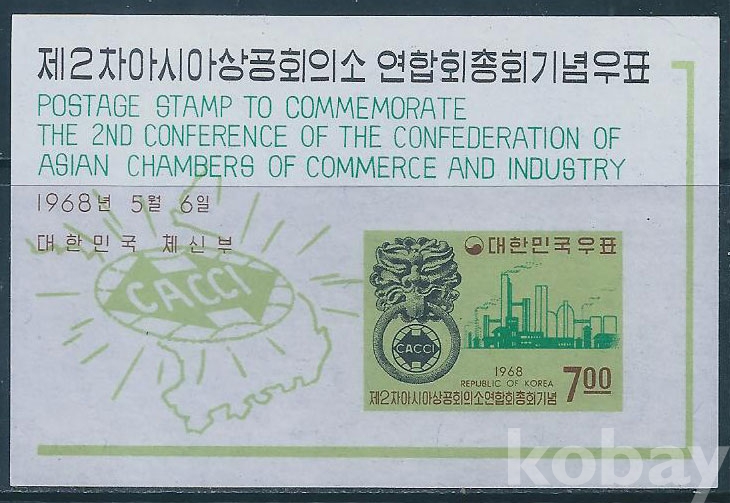 제2차아시아상공회의소 연합회총회기념우표
POSTAGE STAMP TO COMMEMORATE
THE 2ND CONFERENCE OF THE CONFEDERATION OF
ASIAN CHAMBERS OF COMMERCE AND INDUSTRY
1968년 5월 6일
대한민국 체신부
CACCI
대한민국우표
CACCI
1968
REPUBLIC OF KOREA
7.00
제2차아시아상공회의소연합회총회기념
kobay